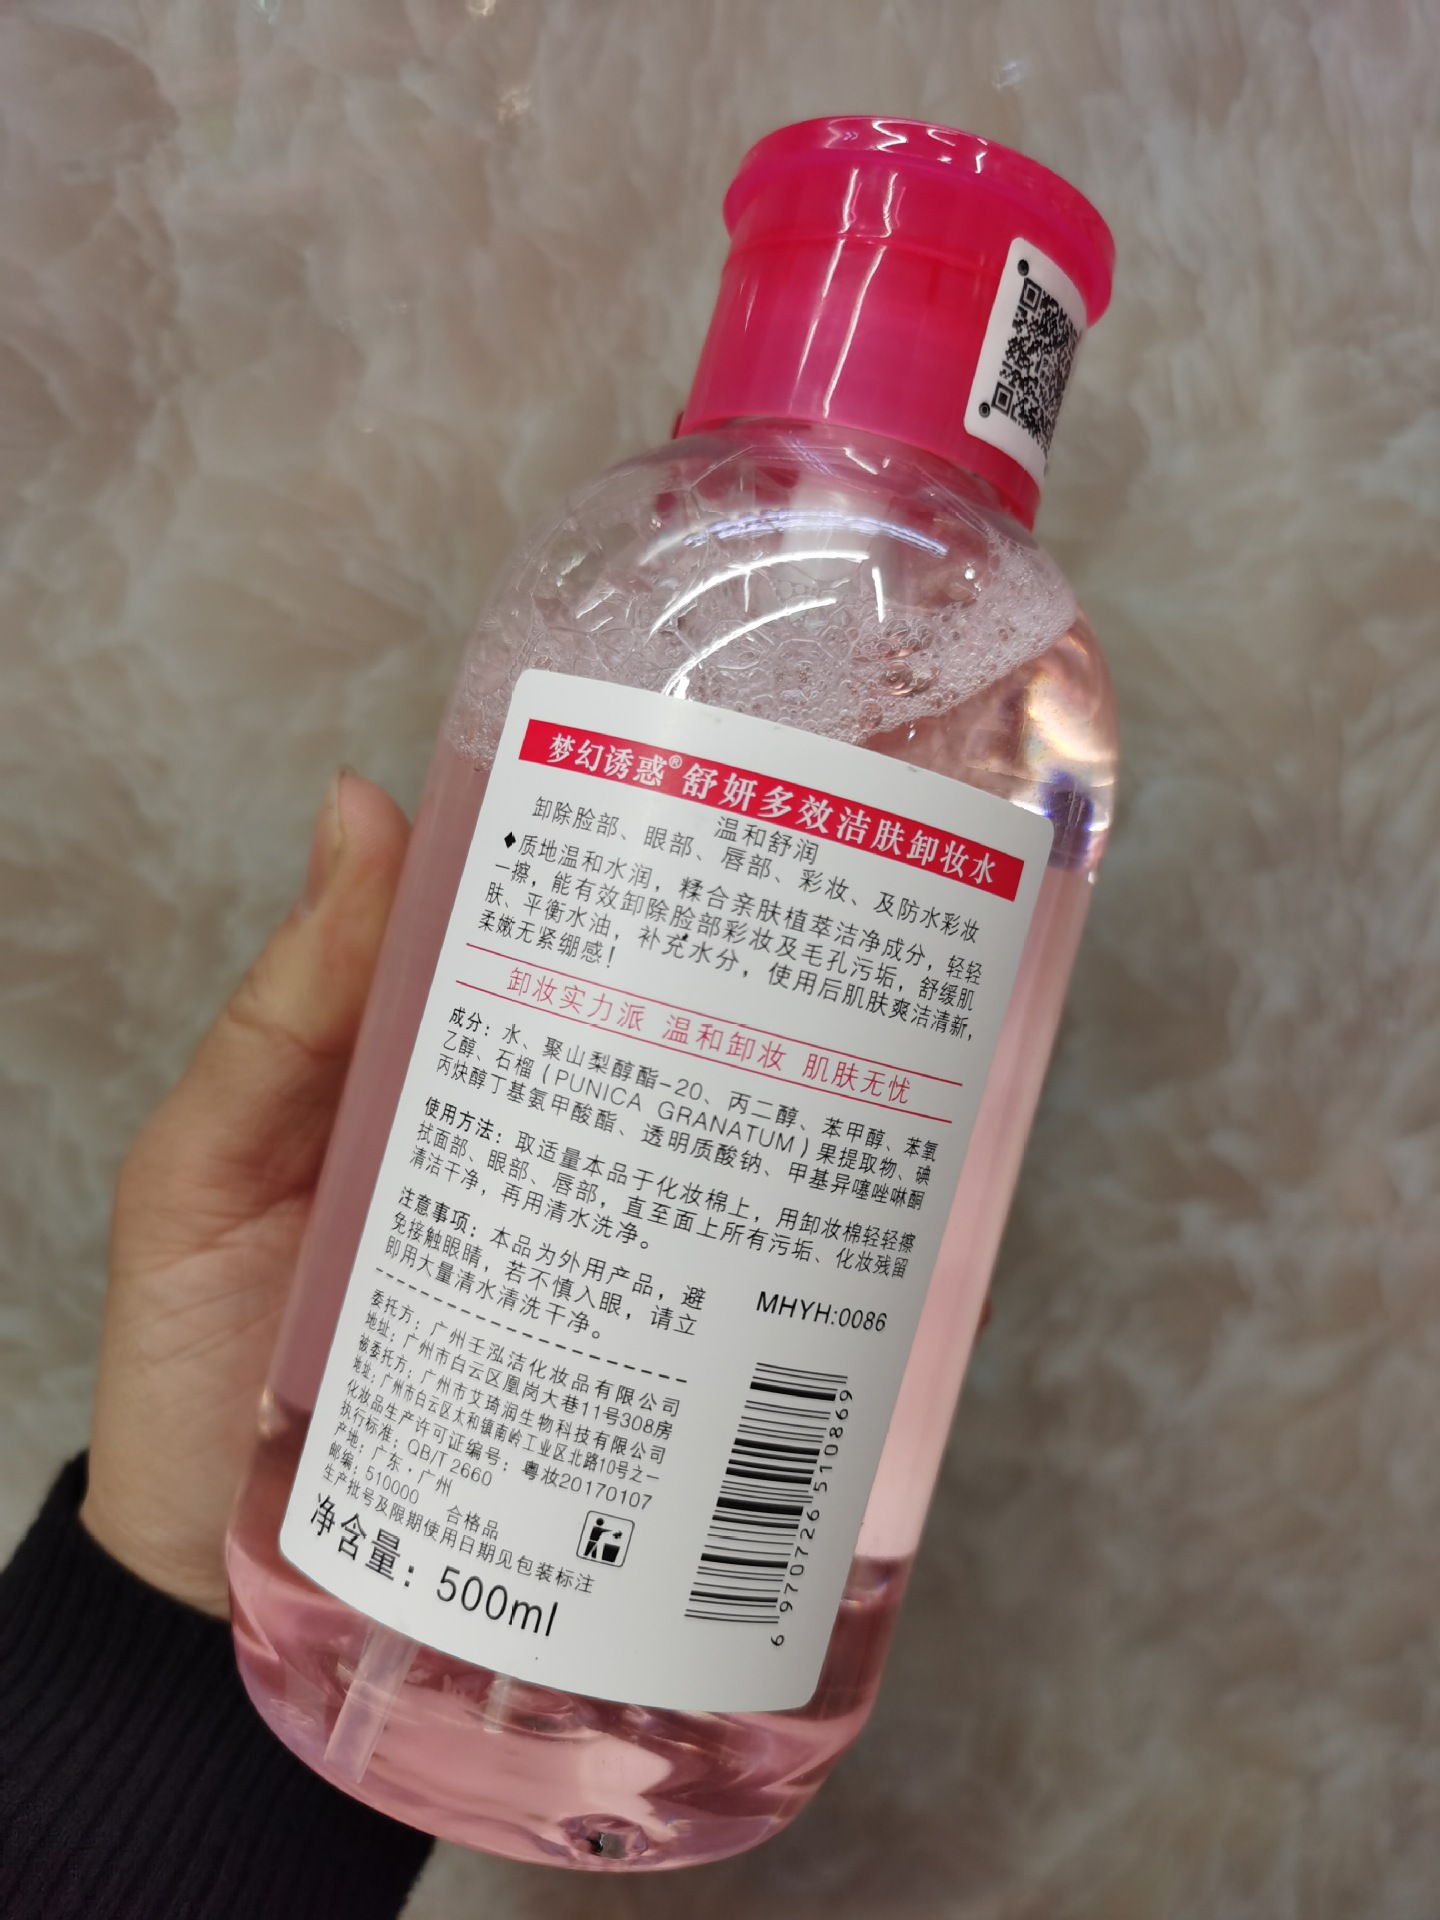 梦幻诱惑® 舒妍多效洁肤卸妆水
温和舒润
卸除脸部、眼部、唇部、彩妆、及防水彩妆
◆质地温和水润，糅合亲肤植萃洁净成分，轻轻
一擦，能有效卸除脸部彩妆及毛孔污垢，舒缓肌
肤、平衡水油，补充水分，使用后肌肤爽洁清新，
柔嫩无紧绷感！
卸妆实力派 温和卸妆 肌肤无忧
成分：水、聚山梨醇酯-20、丙二醇、苯甲醇、苯氧
乙醇、石榴（PUNICA GRANATUM）果提取物、碘
丙炔醇丁基氨甲酸酯、透明质酸钠、甲基异噻唑啉酮
使用方法：取适量本品于化妆棉上，用卸妆棉轻轻擦
拭面部、眼部、唇部，直至面上所有污垢、化妆残留
清洁干净，再用清水洗净。
注意事项：本品为外用产品，避
免接触眼睛，若不慎入眼，请立
即用大量清水清洗干净。
MHYH:0086
委托方：广州壬泓洁化妆品有限公司
地址：广州市白云区凰岗大巷11号308房
被委托方：广州市艾琦润生物科技有限公司
地址：广州市白云区太和镇南岭工业区北路10号之一
化妆品生产许可证编号：粤妆20170107
执行标准：QB/T 2660
产地：广东·广州
邮编：510000 合格品
生产批号及限期使用日期见包装标注
净含量：500ml
6 970726 510869